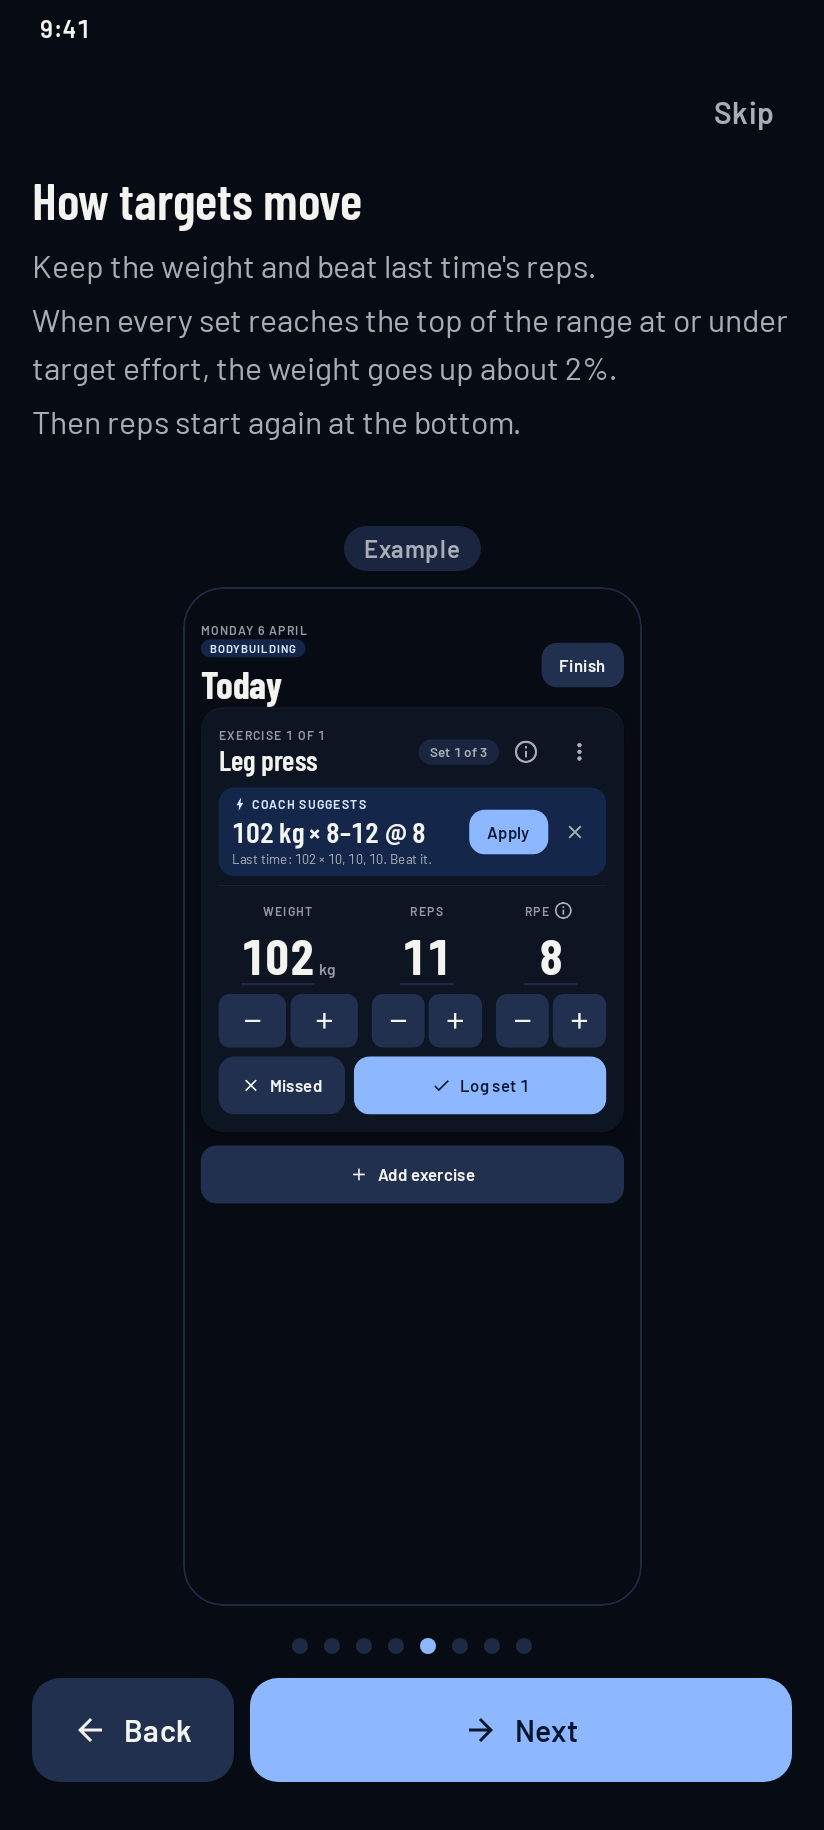 9:41
Skip
How targets move
Keep the weight and beat last time's reps.
When every set reaches the top of the range at or under
target effort, the weight goes up about 2%.
Then reps start again at the bottom.
Example
MONDAY 6 APRIL
BODYBUILDING
Today
Finish
EXERCISE 1 OF 1
Leg press
Set 1 of 3
COACH SUGGESTS
102 kg × 8–12 @ 8
Last time: 102 × 10, 10, 10. Beat it.
Apply
WEIGHT REPS RPE
102 kg 11 8
− + − + − +
Missed
Log set 1
+ Add exercise
Back
Next